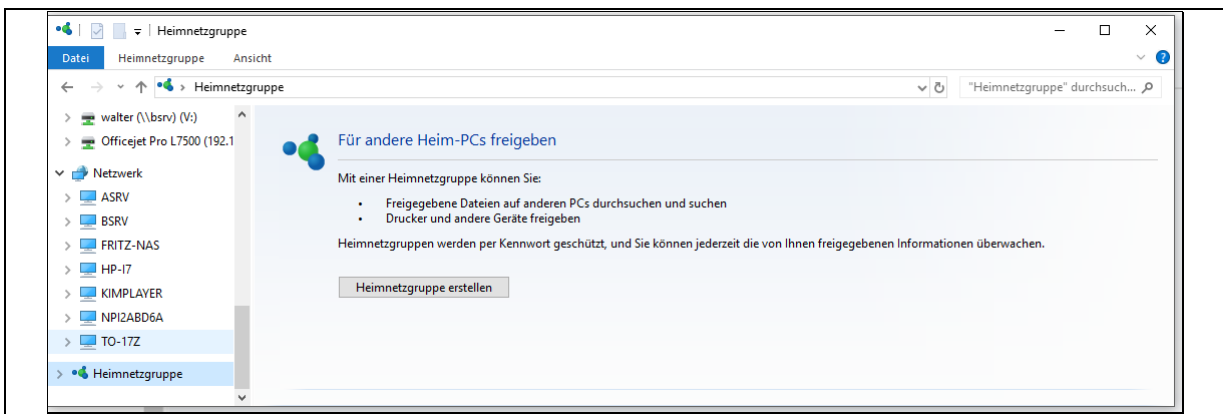 Heimnetzgruppe
Datei Heimnetzgruppe Ansicht
Heimnetzgruppe "Heimnetzgruppe" durchsuch...
walter (\\bsrv) (V:)
Officejet Pro L7500 (192.1
Netzwerk
ASRV
BSRV
FRITZ-NAS
HP-I7
KIMPLAYER
NPI2ABD6A
TO-17Z
Heimnetzgruppe
Für andere Heim-PCs freigeben
Mit einer Heimnetzgruppe können Sie:
• Freigegebene Dateien auf anderen PCs durchsuchen und suchen
• Drucker und andere Geräte freigeben
Heimnetzgruppen werden per Kennwort geschützt, und Sie können jederzeit die von Ihnen freigegebenen Informationen überwachen.
Heimnetzgruppe erstellen